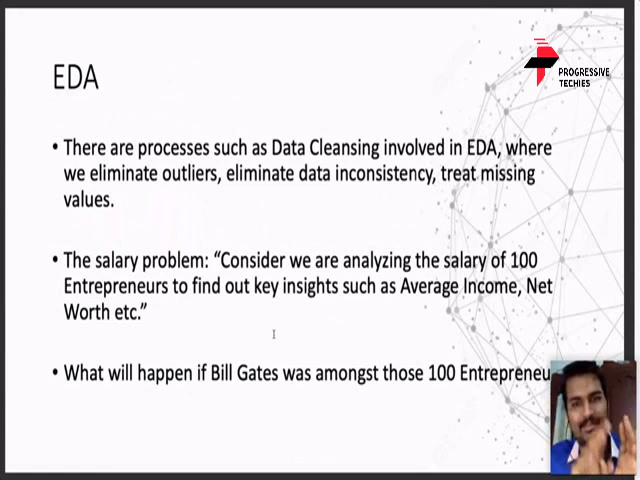 EDA
PROGRESSIVE
TECHIES
• There are processes such as Data Cleansing involved in EDA, where
we eliminate outliers, eliminate data inconsistency, treat missing
values.
• The salary problem: “Consider we are analyzing the salary of 100
Entrepreneurs to find out key insights such as Average Income, Net
Worth etc.”
• What will happen if Bill Gates was amongst those 100 Entrepreneu